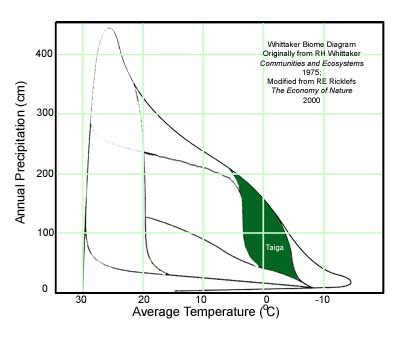 Whittaker Biome Diagram
Originally from RH Whittaker
Communities and Ecosystems
1975;
Modified from RE Ricklefs
The Economy of Nature
2000
Annual Precipitation (cm)
400
300
200
100
0
Taiga
30 20 10 0 -10
Average Temperature (°C)
0